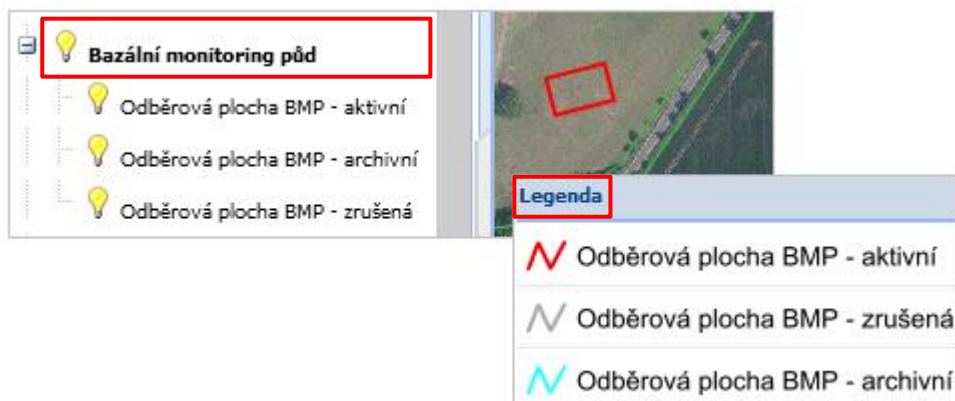 Bazální monitoring půd
Odběrová plocha BMP - aktivní
Odběrová plocha BMP - archivní
Odběrová plocha BMP - zrušená
Legenda
Odběrová plocha BMP - aktivní
Odběrová plocha BMP - zrušená
Odběrová plocha BMP - archivní